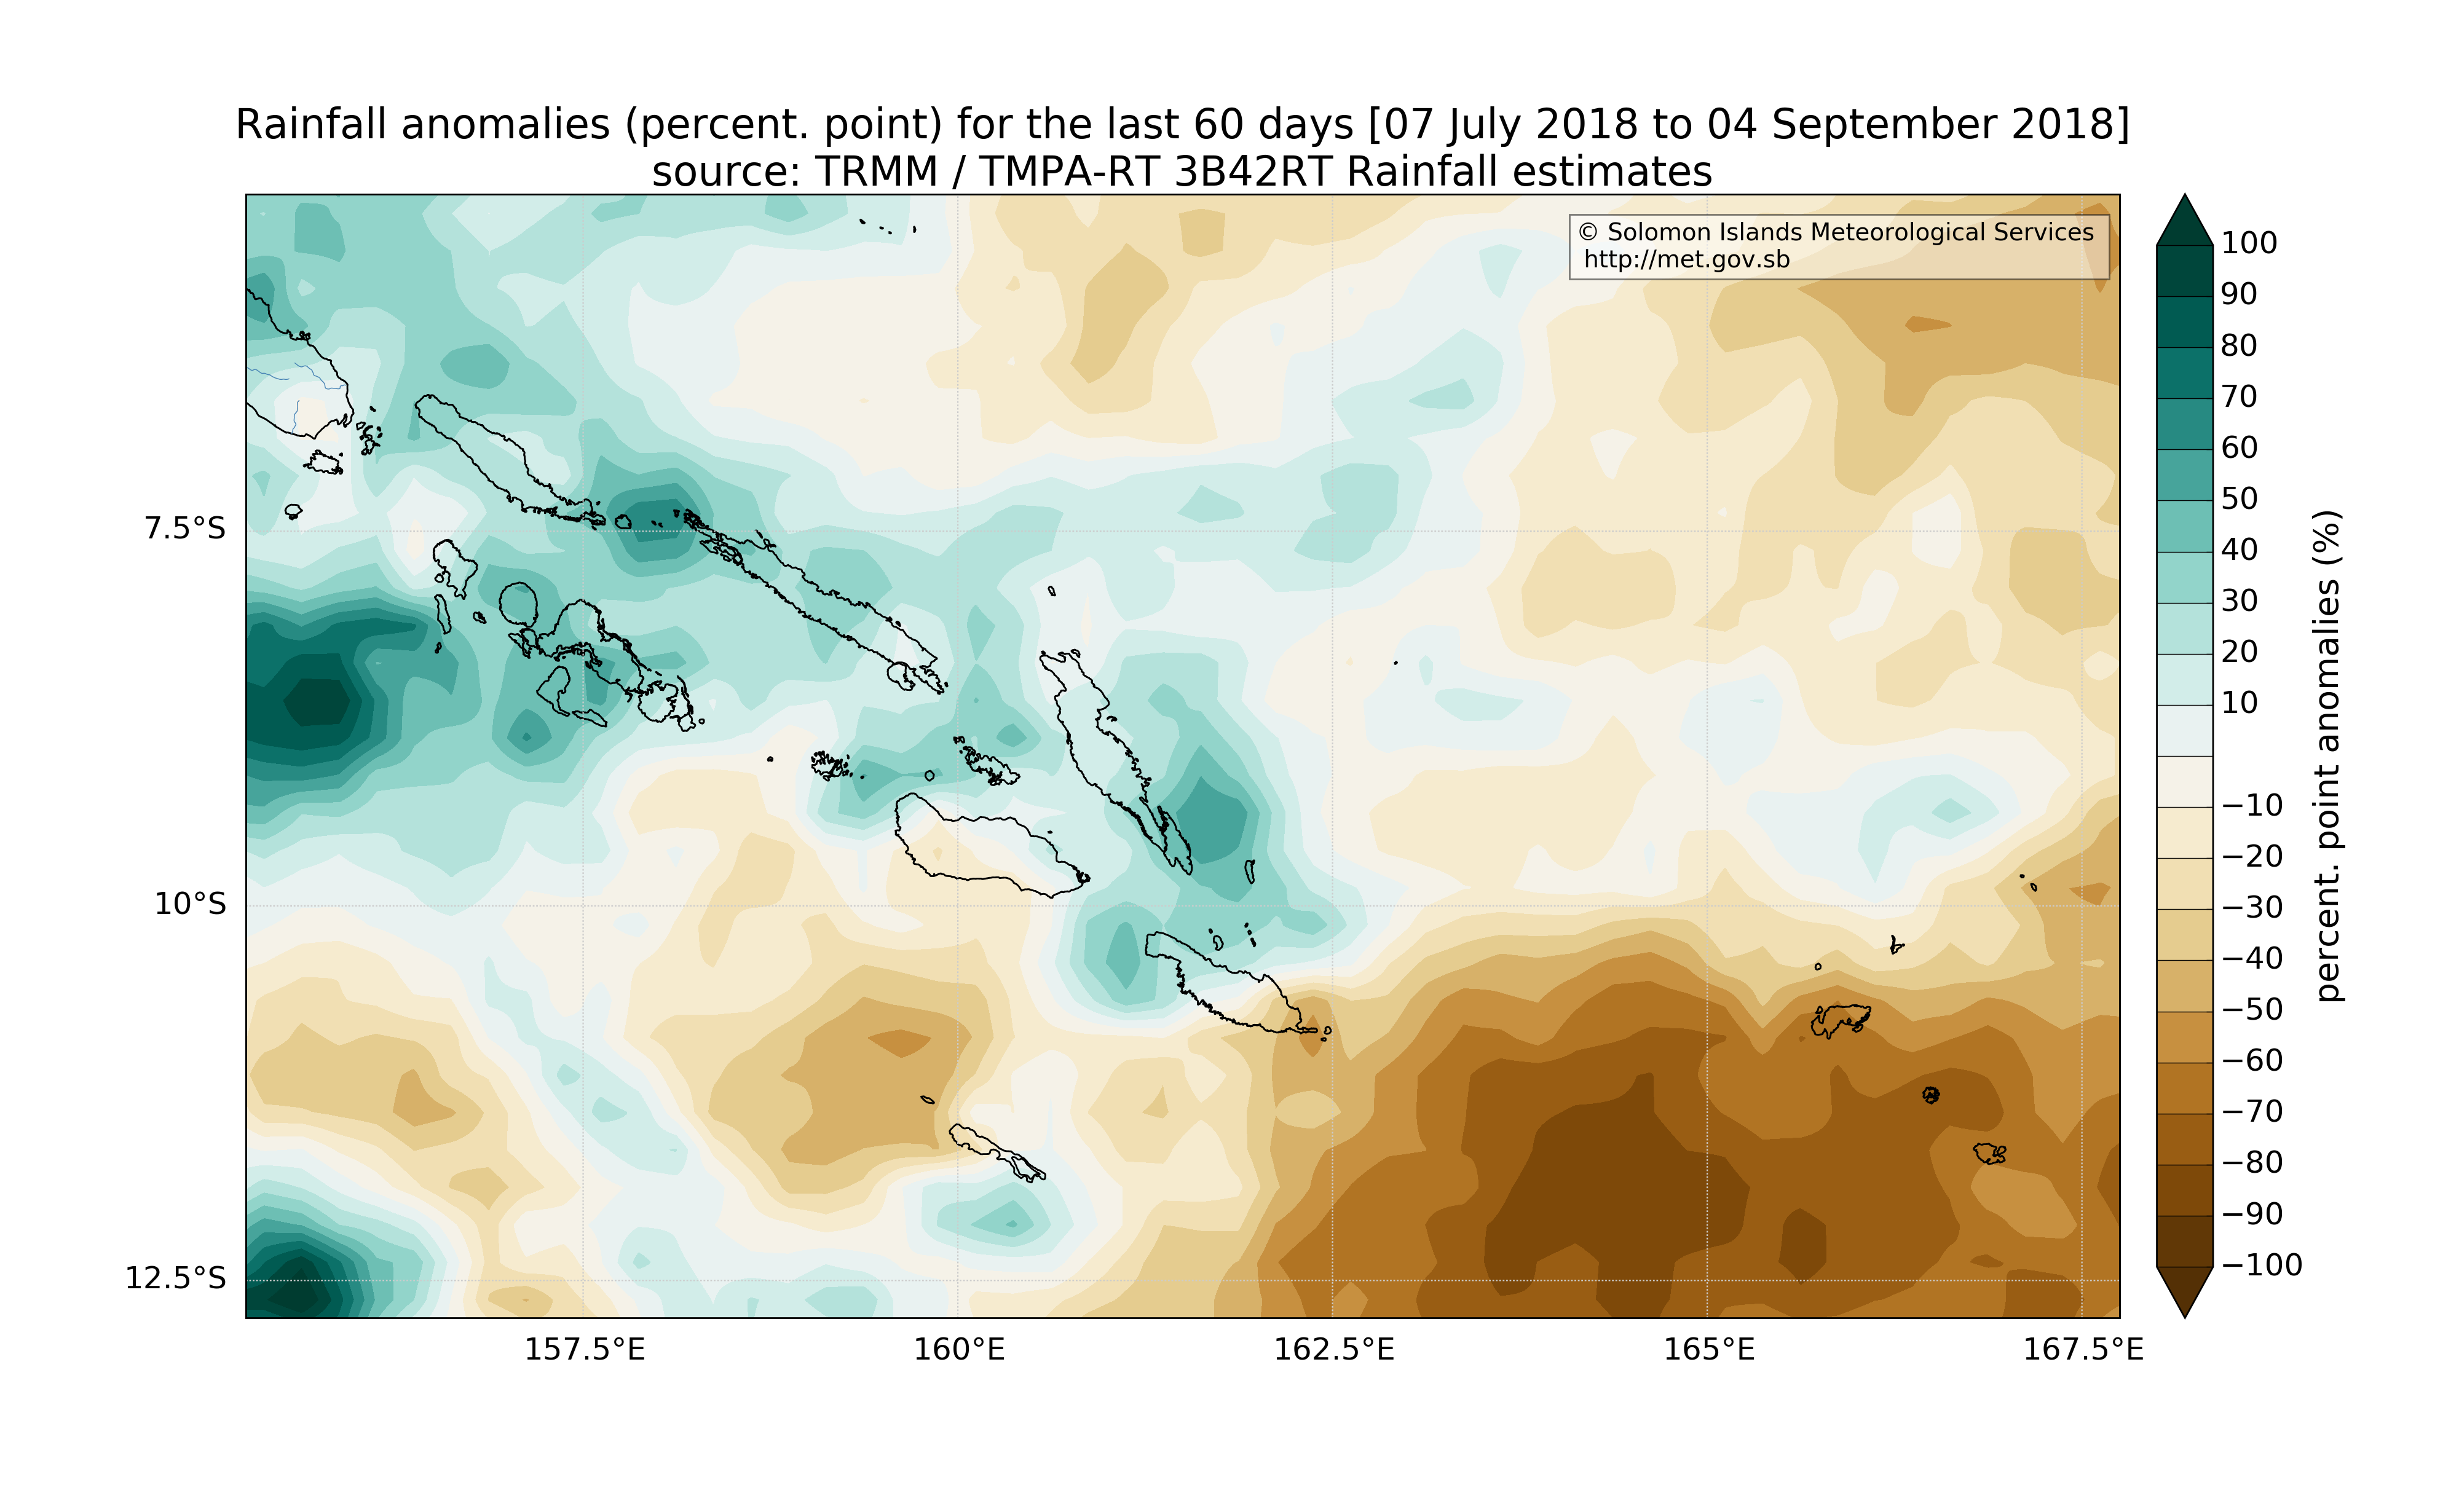 Rainfall anomalies (percent. point) for the last 60 days [07 July 2018 to 04 September 2018]
source: TRMM / TMPA-RT 3B42RT Rainfall estimates
© Solomon Islands Meteorological Services
http://met.gov.sb
7.5°S
10°S
12.5°S
157.5°E
160°E
162.5°E
165°E
167.5°E
100
90
80
70
60
50
40
30
20
10
−10
−20
−30
−40
−50
−60
−70
−80
−90
−100
percent. point anomalies (%)